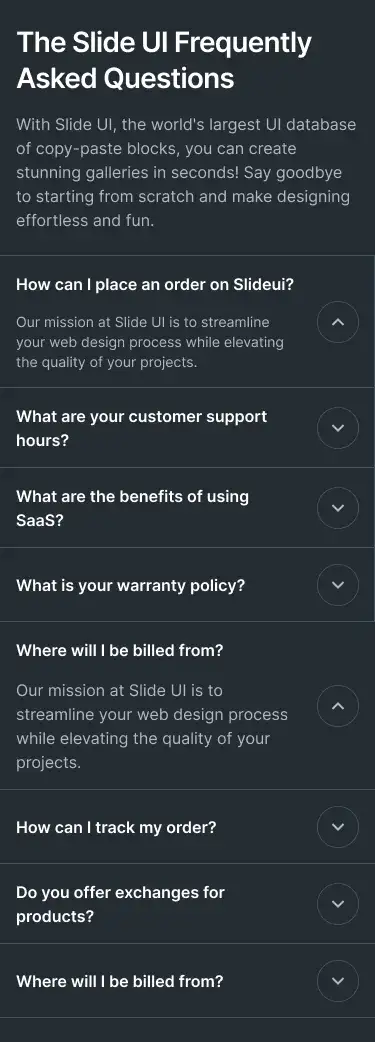 The Slide UI Frequently
Asked Questions
With Slide UI, the world's largest UI database
of copy-paste blocks, you can create
stunning galleries in seconds! Say goodbye
to starting from scratch and make designing
effortless and fun.
How can I place an order on Slideui?
Our mission at Slide UI is to streamline
your web design process while elevating
the quality of your projects.
What are your customer support
hours?
What are the benefits of using
SaaS?
What is your warranty policy?
Where will I be billed from?
Our mission at Slide UI is to
streamline your web design process
while elevating the quality of your
projects.
How can I track my order?
Do you offer exchanges for
products?
Where will I be billed from?